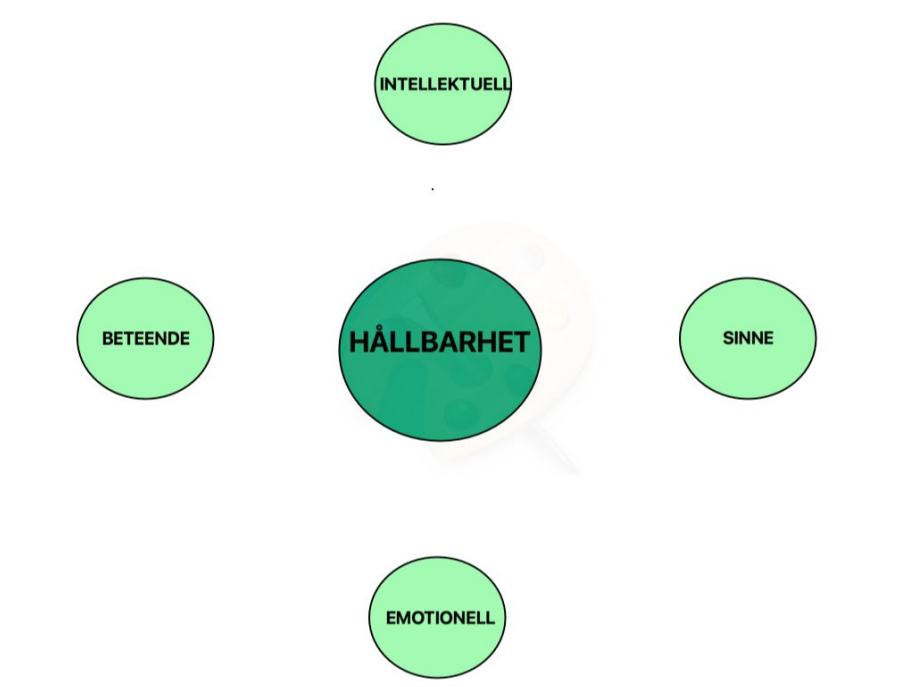 INTELLEKTUELL
BETEENDE
HÅLLBARHET
SINNE
EMOTIONELL